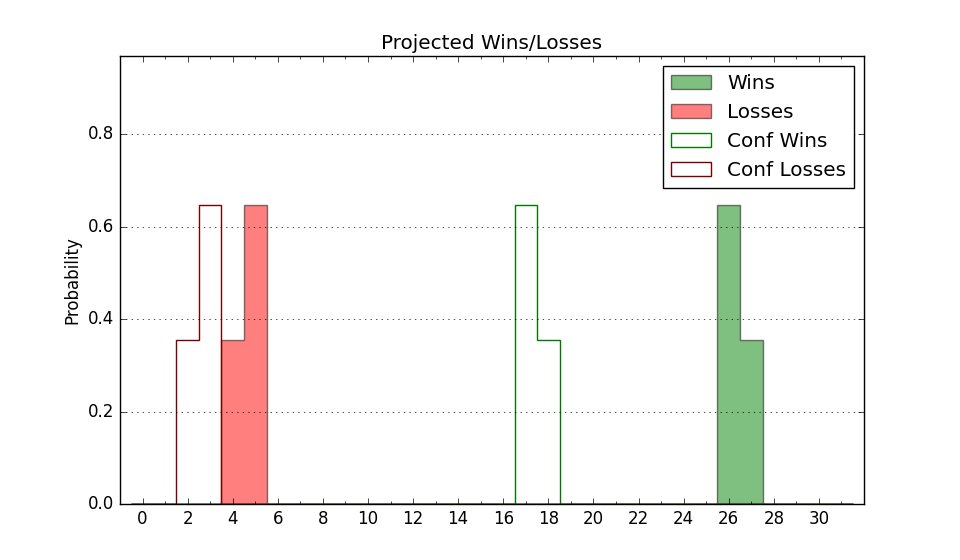 Projected Wins/Losses
Wins
Losses
Conf Wins
Conf Losses
Probability
0.8
0.6
0.4
0.2
0.0
0 2 4 6 8 10 12 14 16 18 20 22 24 26 28 30